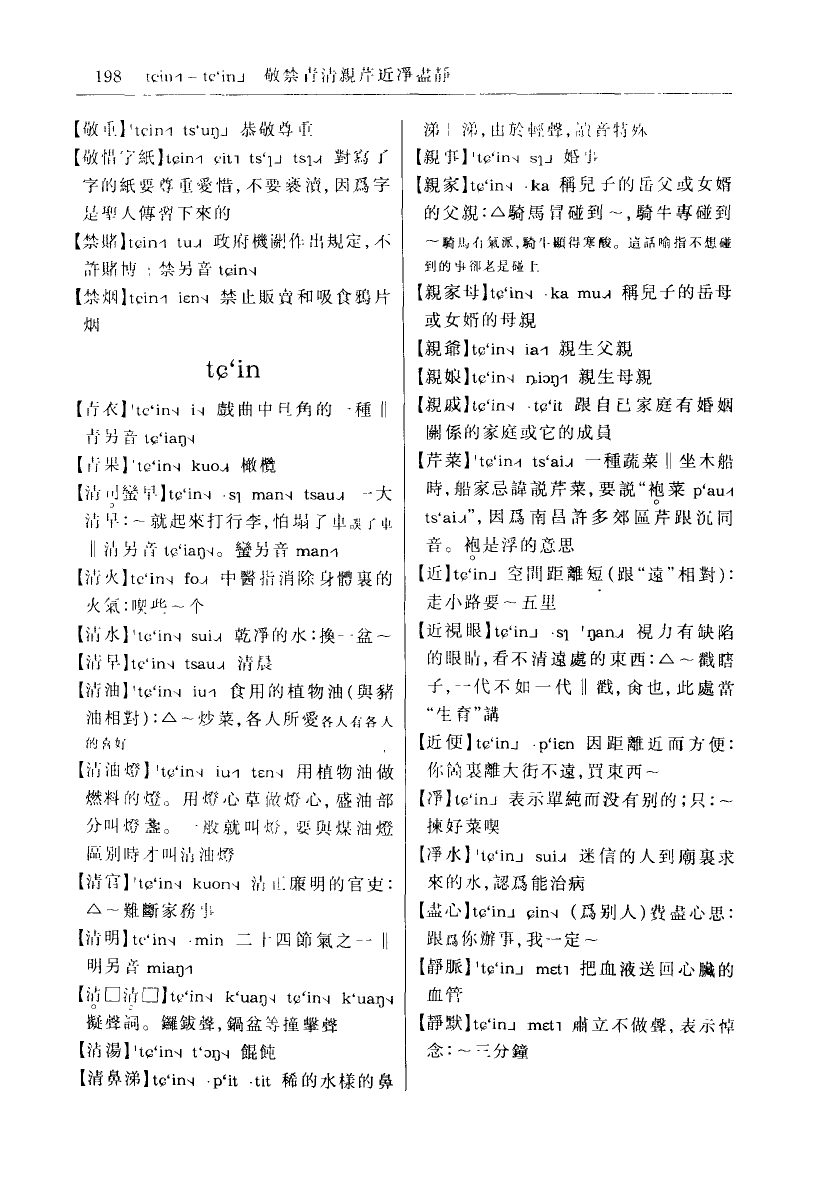 198 tɕin˧˥ – tɕʻin˩ 敬禁青清親芹近凈盡靜
【敬重】ˈtɕin˧˥ tsʻuŋ˩ 恭敬尊重
【敬惜字紙】tɕin˧˥ ɕit˥ tsʻɿ˩ tsɿ˨˩˧ 對寫了
字的紙要尊重愛惜,不要褻瀆,因爲字
是聖人傳習下來的
【禁賭】tɕin˧˥ tu˨˩˧ 政府機關作出規定,不
許賭博 ‖ 禁另音 tɕin˦˨
【禁烟】tɕin˧˥ iɛn˦˨ 禁止販賣和吸食鴉片
烟
tɕʻin
【青衣】ˈtɕʻin˦˨ i˦˨ 戲曲中旦角的一種 ‖
青另音 tɕʻiaŋ˦˨
【青果】ˈtɕʻin˦˨ kuo˨˩˧ 橄欖
【清可蠻早】tɕʻin˦˨ ·sɿ man˦˨ tsau˨˩˧ 一大
清早:~就起來打行李,怕塌了車誤了車
‖ 清另音 tɕʻiaŋ˦˨。蠻另音 man˧˥
【清火】tɕʻin˦˨ fo˨˩˧ 中醫指消除身體裏的
火氣:喫些~个
【清水】ˈtɕʻin˦˨ sui˨˩˧ 乾凈的水:換一盆~
【清早】tɕʻin˦˨ tsau˨˩˧ 清晨
【清油】ˈtɕʻin˦˨ iu˧˥ 食用的植物油(與豬
油相對):△~炒菜,各人所愛各人有各人
的喜好
【清油燈】ˈtɕʻin˦˨ iu˧˥ tɛn˦˨ 用植物油做
燃料的燈。用燈心草做燈心,盛油部
分叫燈盞。一般就叫燈,要與煤油燈
區別時才叫清油燈
【清官】ˈtɕʻin˦˨ kuon˦˨ 清正廉明的官吏:
△~難斷家務事
【清明】tɕʻin˦˨ ·min 二十四節氣之一 ‖
明另音 miaŋ˧˥
【清□清□】tɕʻin˦˨ kʻuaŋ˦˨ tɕʻin˦˨ kʻuaŋ˦˨
擬聲詞。鑼鈸聲,鍋盆等撞擊聲
【清湯】ˈtɕʻin˦˨ tʻɔŋ˦˨ 餛飩
【清鼻涕】tɕʻin˦˨ ·pʻit ·tit 稀的水樣的鼻
涕 ‖ 涕,由於輕聲,讀音特殊
【親事】ˈtɕʻin˦˨ sɿ˩ 婚事
【親家】tɕʻin˦˨ ·ka 稱兒子的岳父或女婿
的父親:△騎馬冒碰到~,騎牛專碰到
~騎馬有氣派,騎牛顯得寒酸。這話喻指不想碰
到的事卻老是碰上
【親家母】tɕʻin˦˨ ·ka mu˨˩˧ 稱兒子的岳母
或女婿的母親
【親爺】tɕʻin˦˨ ia˧˥ 親生父親
【親娘】tɕʻin˦˨ ȵiɔŋ˧˥ 親生母親
【親戚】tɕʻin˦˨ ·tɕʻit 跟自己家庭有婚姻
關係的家庭或它的成員
【芹菜】ˈtɕʻin˧˥ tsʻai˨˩˧ 一種蔬菜 ‖ 坐木船
時,船家忌諱説芹菜,要説“袍菜 pʻau˧˥
tsʻai˨˩˧”,因爲南昌許多郊區芹跟沉同
音。袍是浮的意思
【近】tɕʻin˩ 空間距離短(跟“遠”相對):
走小路要~五里
【近視眼】tɕʻin˩ ·sɿ ˈŋan˨˩˧ 視力有缺陷
的眼睛,看不清遠處的東西:△~戳瞎
子,一代不如一代 ‖ 戳,肏也,此處當
“生育”講
【近便】tɕʻin˩ ·pʻiɛn 因距離近而方便:
你箇裏離大街不遠,買東西~
【凈】tɕʻin˩ 表示單純而没有别的;只:~
揀好菜喫
【凈水】ˈtɕʻin˩ sui˨˩˧ 迷信的人到廟裏求
來的水,認爲能治病
【盡心】tɕʻin˩ ɕin˦˨ (爲别人)費盡心思:
跟爲你辦事,我一定~
【靜脈】ˈtɕʻin˩ mɛt˥ 把血液送回心臟的
血管
【靜默】tɕʻin˩ mɛt˥ 肅立不做聲,表示悼
念:~三分鐘